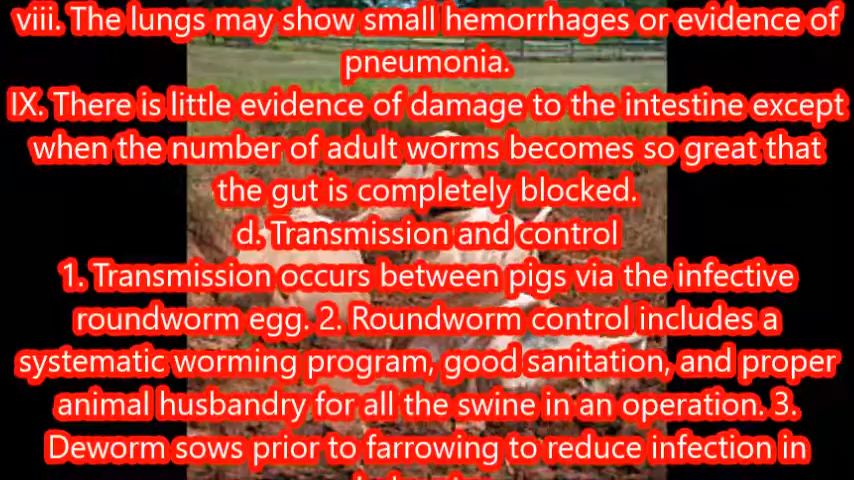 viii. The lungs may show small hemorrhages or evidence of
pneumonia.
IX. There is little evidence of damage to the intestine except
when the number of adult worms becomes so great that
the gut is completely blocked.
d. Transmission and control
1. Transmission occurs between pigs via the infective
roundworm egg. 2. Roundworm control includes a
systematic worming program, good sanitation, and proper
animal husbandry for all the swine in an operation. 3.
Deworm sows prior to farrowing to reduce infection in